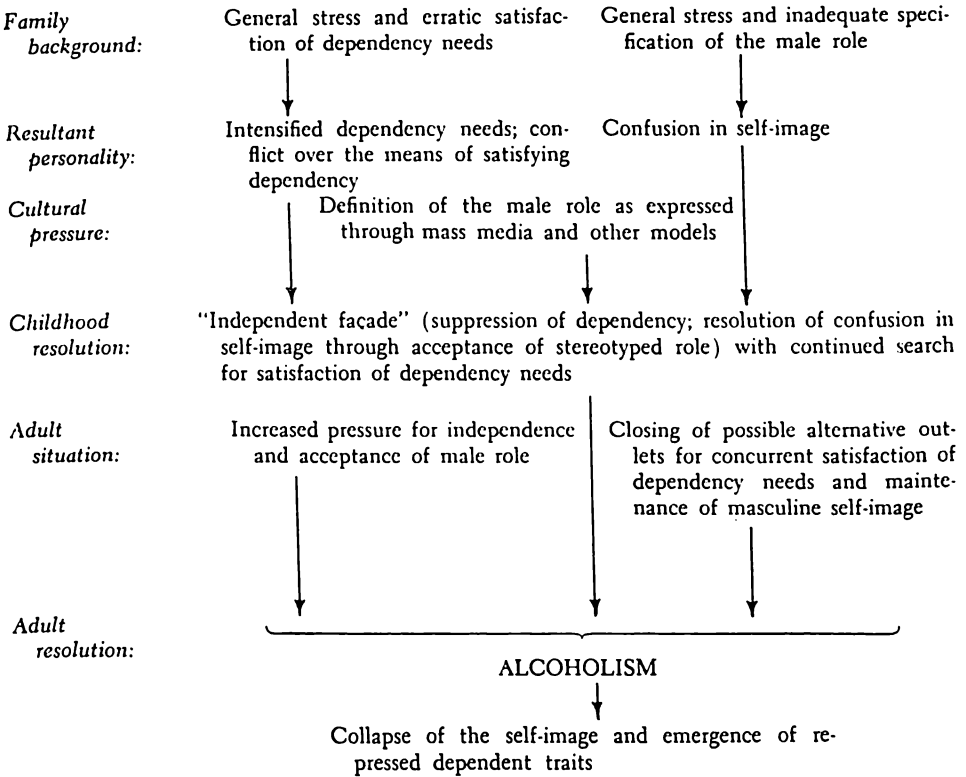 Family
background:
General stress and erratic satisfac-
tion of dependency needs
General stress and inadequate speci-
fication of the male role
Resultant
personality:
Intensified dependency needs; con-
flict over the means of satisfying
dependency
Confusion in self-image
Cultural
pressure:
Definition of the male role as expressed
through mass media and other models
Childhood
resolution:
"Independent façade" (suppression of dependency; resolution of confusion in
self-image through acceptance of stereotyped role) with continued search
for satisfaction of dependency needs
Adult
situation:
Increased pressure for independence
and acceptance of male role
Closing of possible alternative out-
lets for concurrent satisfaction of
dependency needs and mainte-
nance of masculine self-image
Adult
resolution:
ALCOHOLISM
Collapse of the self-image and emergence of re-
pressed dependent traits